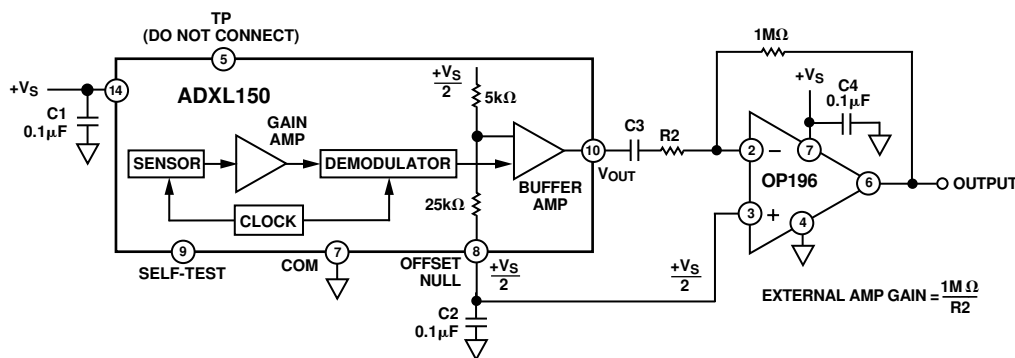 TP
(DO NOT CONNECT)
5
1MΩ
+VS
14
ADXL150
+VS
2
5kΩ
C1
0.1µF
GAIN
AMP
SENSOR
DEMODULATOR
CLOCK
25kΩ
BUFFER
AMP
10
VOUT
C3
R2
+VS
C4
0.1µF
2
–
7
OP196
3
+
4
6
OUTPUT
9
SELF-TEST
COM
7
OFFSET
NULL
8
+VS
2
C2
0.1µF
+VS
2
EXTERNAL AMP GAIN = 1MΩ
R2